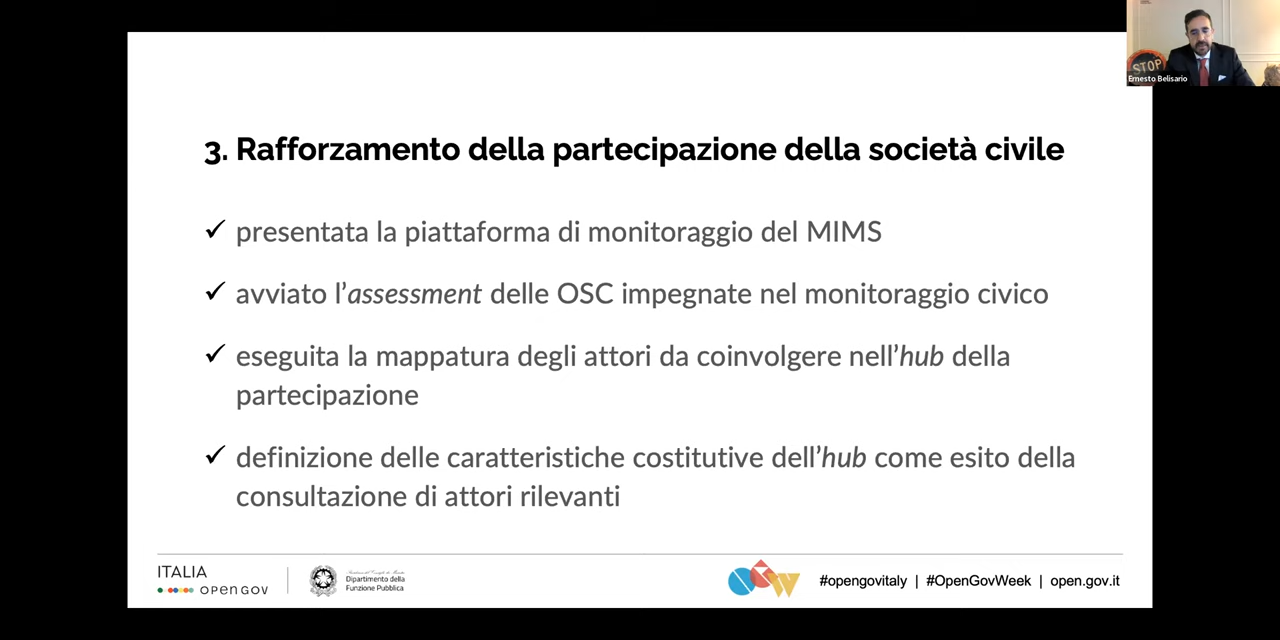 STOP
Ernesto Belisario
3. Rafforzamento della partecipazione della società civile
✓ presentata la piattaforma di monitoraggio del MIMS
✓ avviato l’assessment delle OSC impegnate nel monitoraggio civico
✓ eseguita la mappatura degli attori da coinvolgere nell’hub della
partecipazione
✓ definizione delle caratteristiche costitutive dell’hub come esito della
consultazione di attori rilevanti
ITALIA
OPEN GOV
Dipartimento della
Funzione Pubblica
OGW
#opengovitaly | #OpenGovWeek | open.gov.it